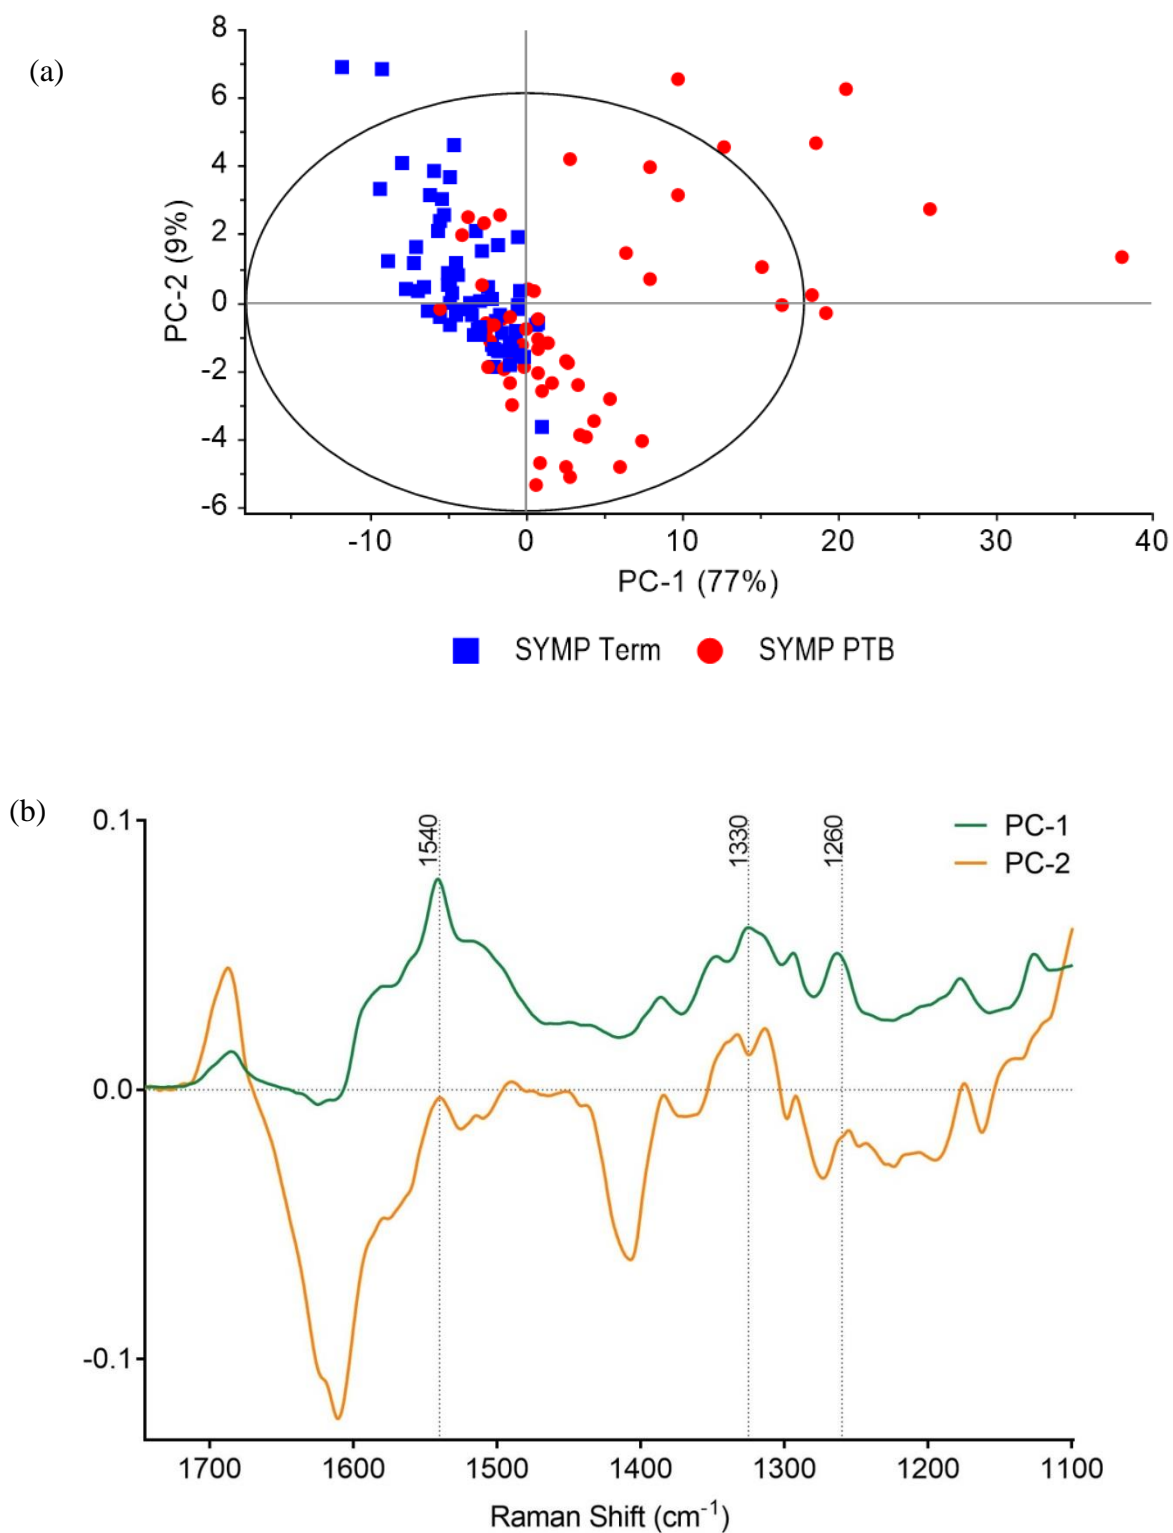 (a)
8
6
4
2
0
-2
-4
-6
PC-2 (9%)
-10 0 10 20 30 40
PC-1 (77%)
SYMP Term SYMP PTB
(b)
0.1
0.0
-0.1
1540
1330
1260
PC-1
PC-2
1700 1600 1500 1400 1300 1200 1100
Raman Shift (cm⁻¹)